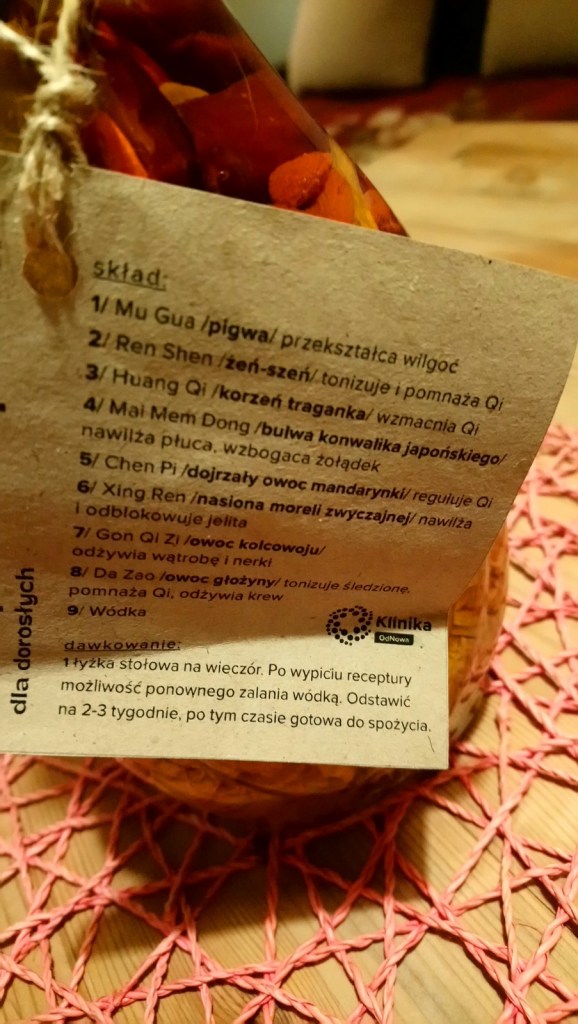 skład:
1/ Mu Gua /pigwa/ przekształca wilgoć
2/ Ren Shen /żeń-szeń/ tonizuje i pomnaża Qi
3/ Huang Qi /korzeń traganka/ wzmacnia Qi
4/ Mai Mem Dong /bulwa konwalika japońskiego/
nawilża płuca, wzbogaca żołądek
5/ Chen Pi /dojrzały owoc mandarynki/ reguluje Qi
6/ Xing Ren /nasiona moreli zwyczajnej/ nawilża
i odblokowuje jelita
7/ Gon Qi Zi /owoc kolcowoju/
odżywia wątrobę i nerki
8/ Da Zao /owoc głożyny/ tonizuje śledzionę,
pomnaża Qi, odżywia krew
9/ Wódka
Klinika
OdNowa
dawkowanie:
1 łyżka stołowa na wieczór. Po wypiciu receptury
możliwość ponownego zalania wódką. Odstawić
na 2-3 tygodnie, po tym czasie gotowa do spożycia.
dla dorosłych